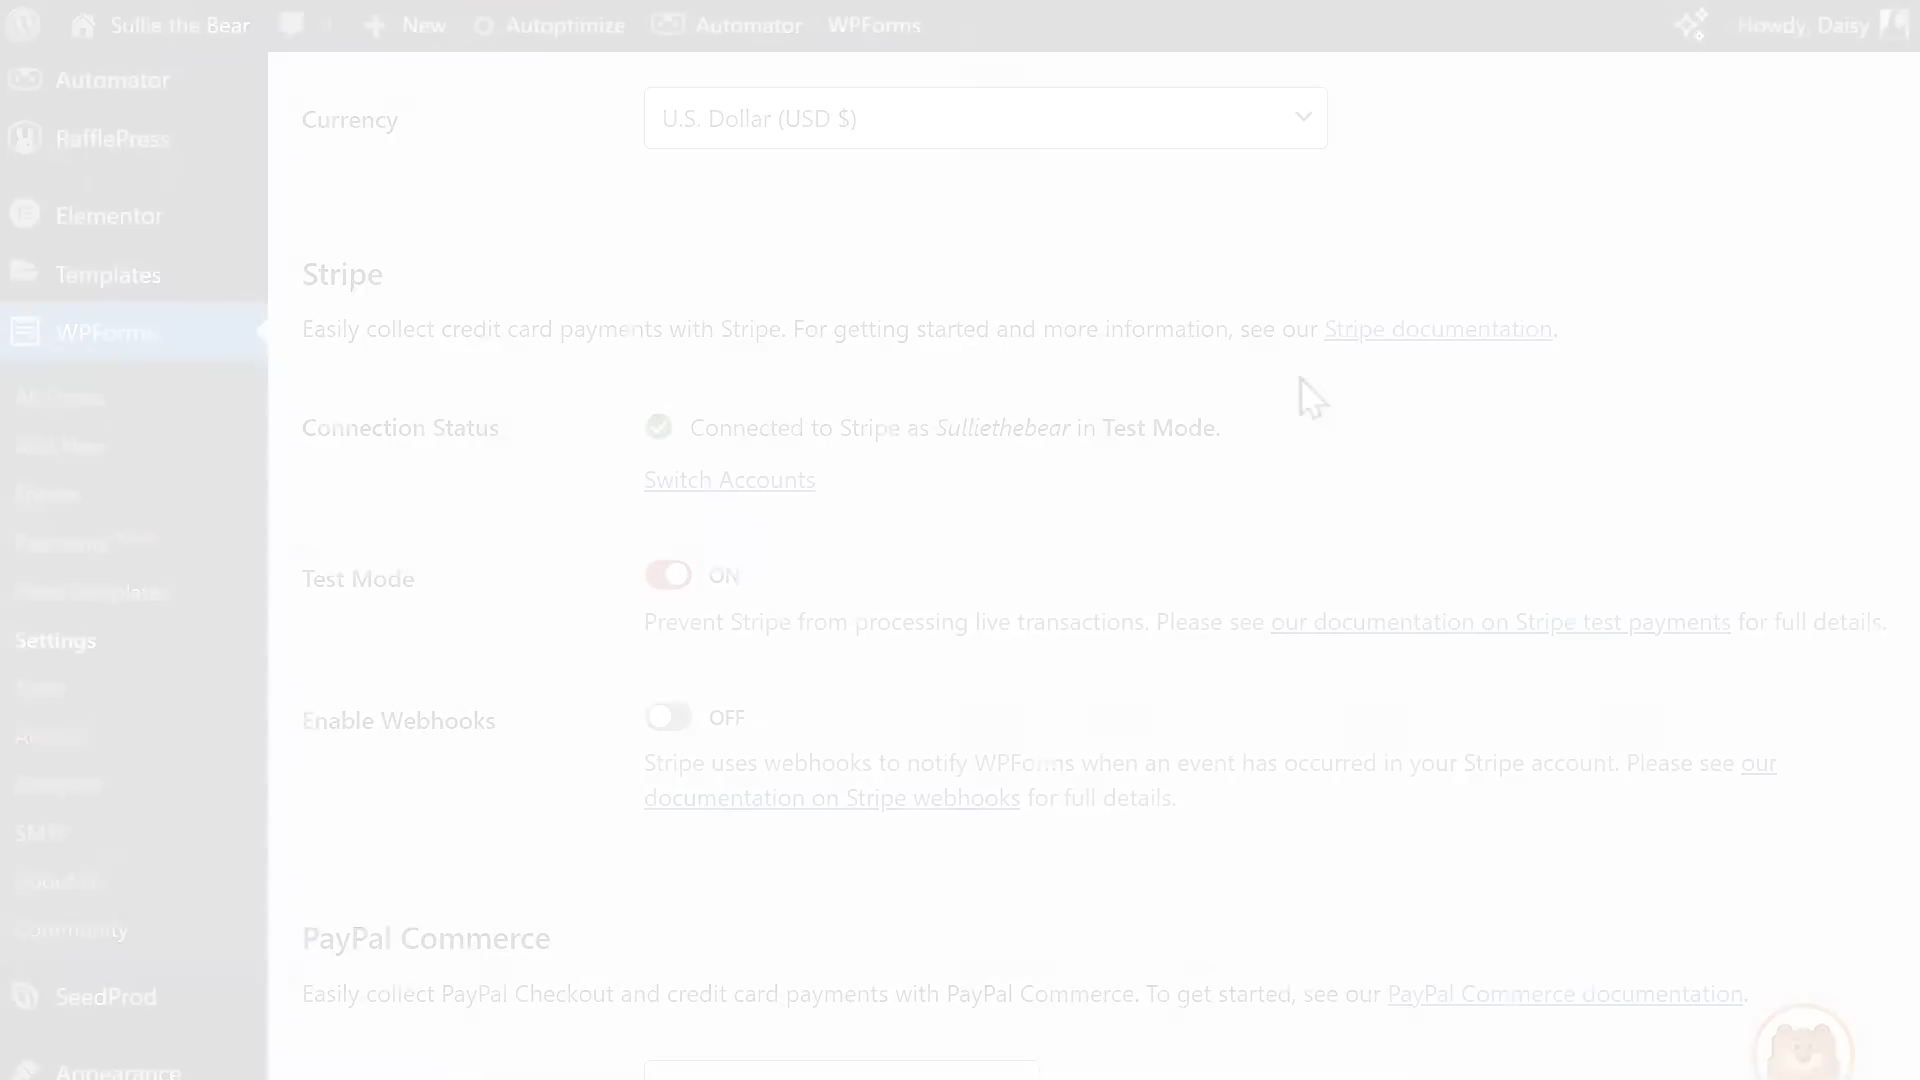 Sullie the Bear
New
Autoptimize
Automator
WPForms
Howdy, Daisy
Automator
RafflePress
Elementor
Templates
WPForms
Settings
SMTP
Community
SeedProd
Appearance
Currency
U.S. Dollar (USD $)
Stripe
Easily collect credit card payments with Stripe. For getting started and more information, see our Stripe documentation.
Connection Status
Connected to Stripe as Sulliethebear in Test Mode.
Switch Accounts
Test Mode
ON
Prevent Stripe from processing live transactions. Please see our documentation on Stripe test payments for full details.
Enable Webhooks
OFF
Stripe uses webhooks to notify WPForms when an event has occurred in your Stripe account. Please see our
documentation on Stripe webhooks for full details.
PayPal Commerce
Easily collect PayPal Checkout and credit card payments with PayPal Commerce. To get started, see our PayPal Commerce documentation.